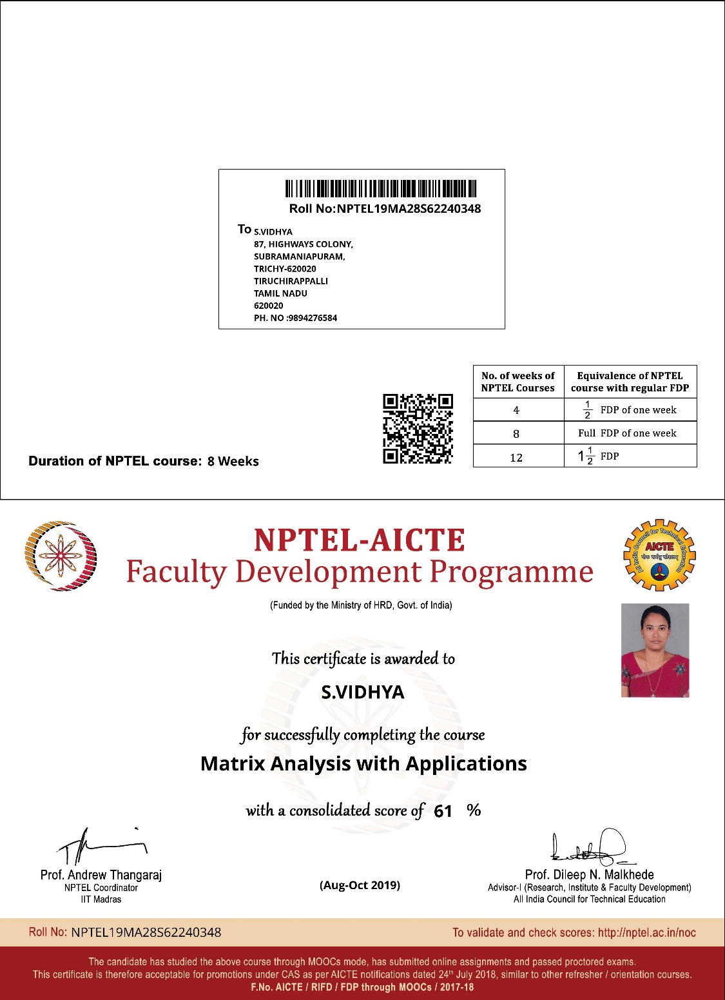 Roll No:NPTEL19MA28S62240348
To S.VIDHYA
87, HIGHWAYS COLONY,
SUBRAMANIAPURAM,
TRICHY-620020
TIRUCHIRAPPALLI
TAMIL NADU
620020
PH. NO :9894276584
No. of weeks of NPTEL Courses
Equivalence of NPTEL course with regular FDP
4 1/2 FDP of one week
8 Full FDP of one week
12 1 1/2 FDP
Duration of NPTEL course: 8 Weeks
NPTEL-AICTE
Faculty Development Programme
(Funded by the Ministry of HRD, Govt. of India)
All India Council for Technical Education
AICTE
This certificate is awarded to
S.VIDHYA
for successfully completing the course
Matrix Analysis with Applications
with a consolidated score of 61 %
Prof. Andrew Thangaraj
NPTEL Coordinator
IIT Madras
(Aug-Oct 2019)
Prof. Dileep N. Malkhede
Advisor-I (Research, Institute & Faculty Development)
All India Council for Technical Education
Roll No: NPTEL19MA28S62240348
To validate and check scores: http://nptel.ac.in/noc
The candidate has studied the above course through MOOCs mode, has submitted online assignments and passed proctored exams.
This certificate is therefore acceptable for promotions under CAS as per AICTE notifications dated 24th July 2018, similar to other refresher / orientation courses.
F.No. AICTE / RIFD / FDP through MOOCs / 2017-18